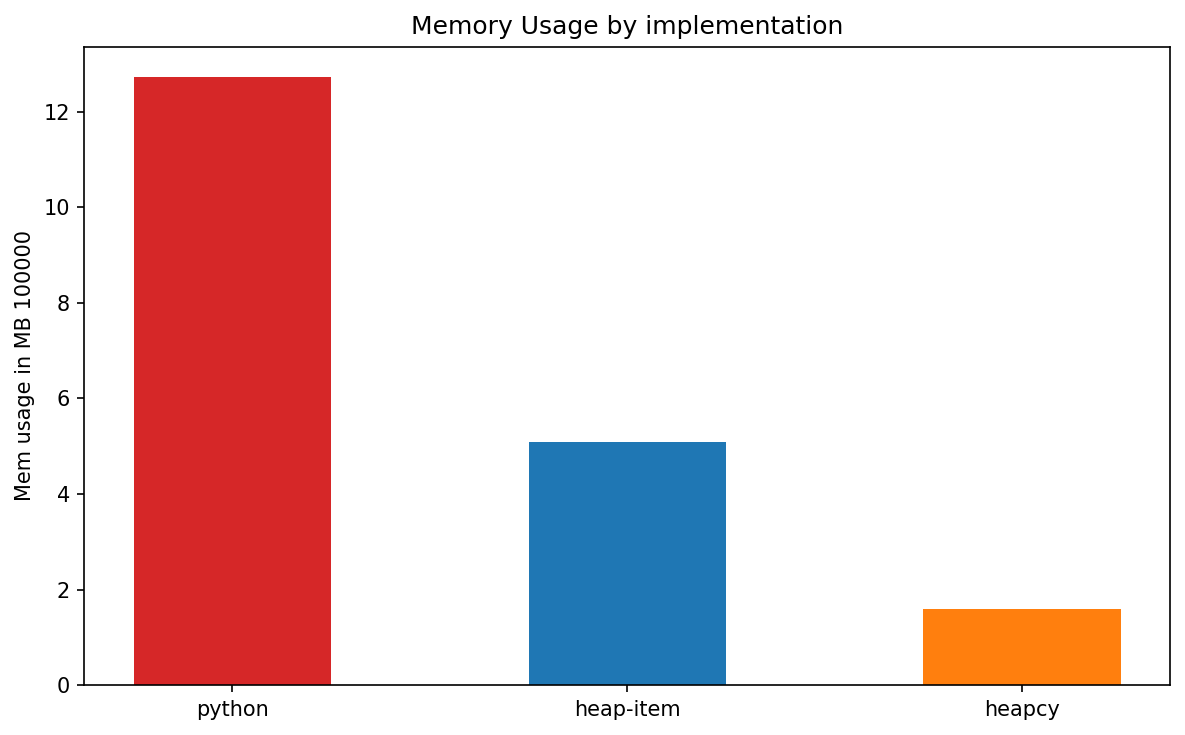 Memory Usage by implementation
Mem usage in MB 100000
12
10
8
6
4
2
0
python
heap-item
heapcy